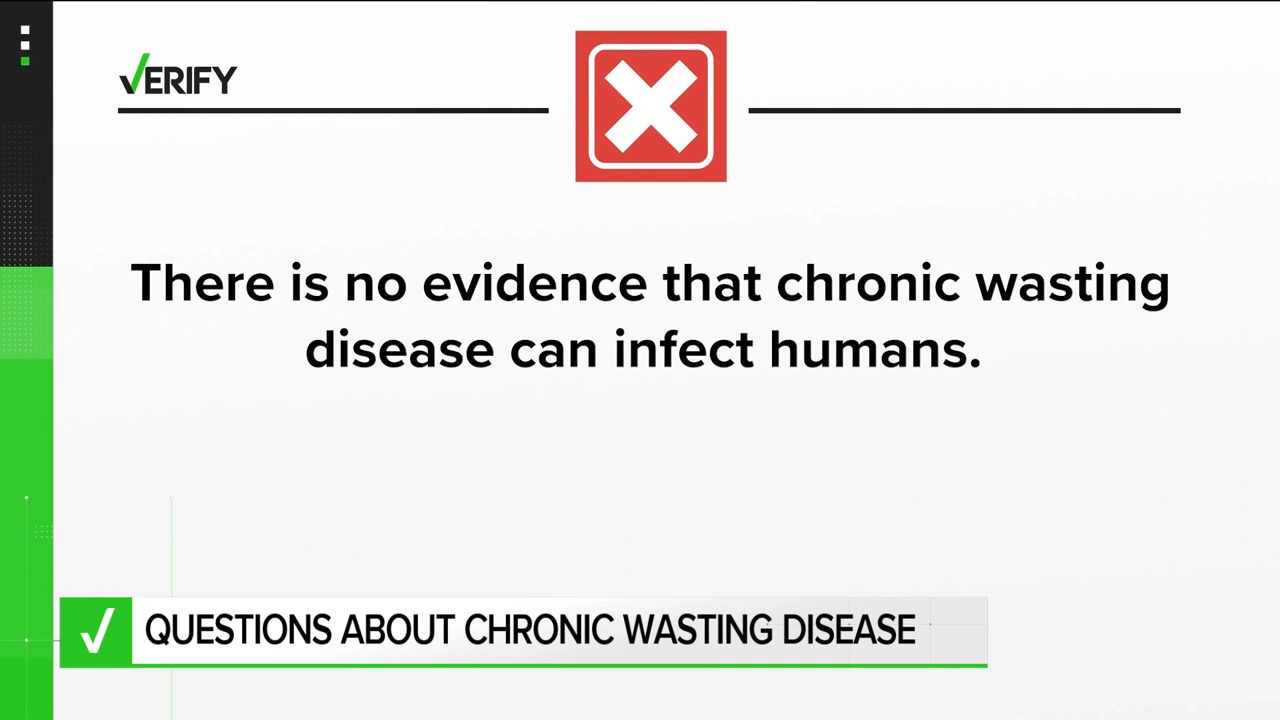 VERIFY
There is no evidence that chronic wasting
disease can infect humans.
QUESTIONS ABOUT CHRONIC WASTING DISEASE